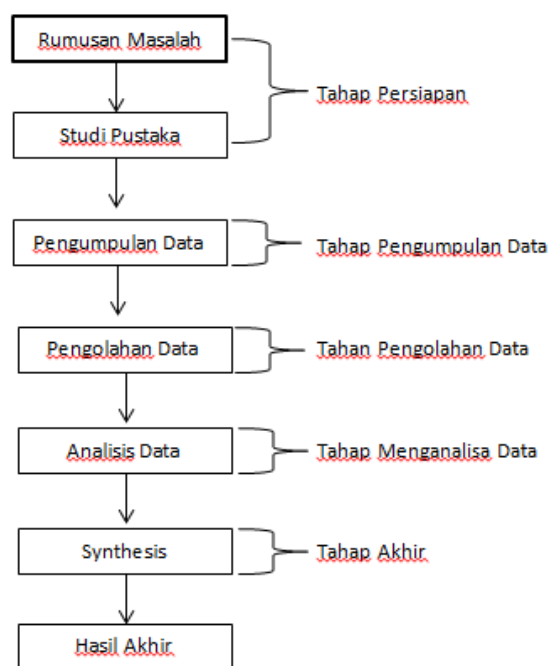 Rumusan Masalah
Tahap Persiapan
Studi Pustaka
Pengumpulan Data
Tahap Pengumpulan Data
Pengolahan Data
Tahan Pengolahan Data
Analisis Data
Tahap Menganalisa Data
Synthesis
Tahap Akhir
Hasil Akhir